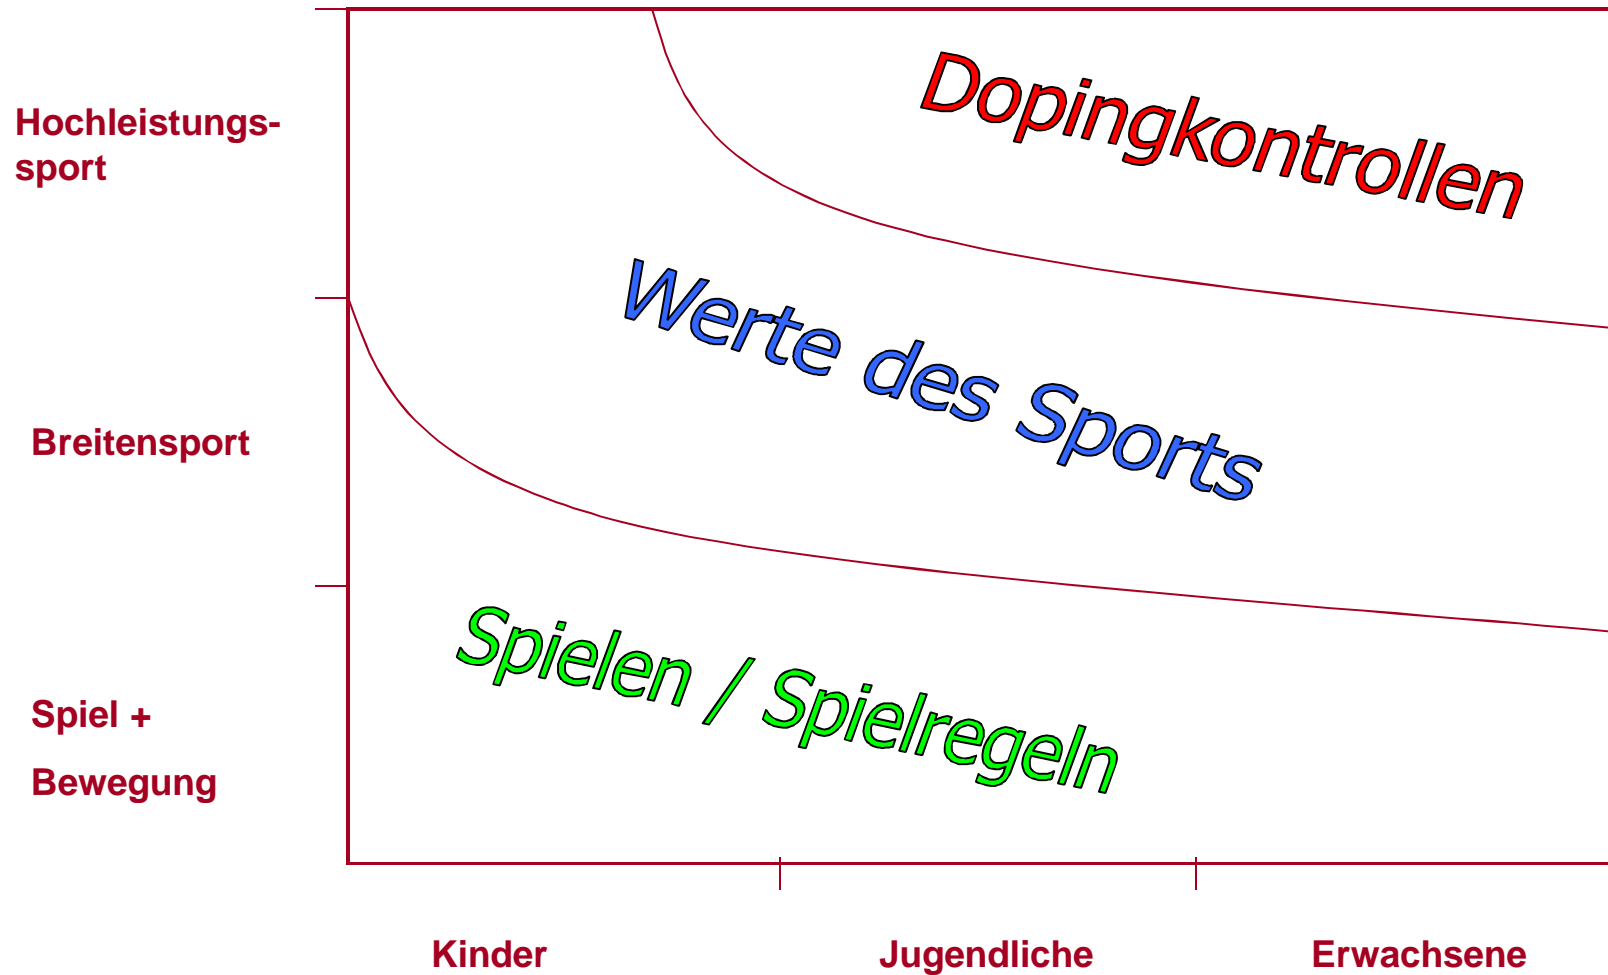 Dopingkontrollen
Hochleistungs-
sport
Werte des Sports
Breitensport
Spielen / Spielregeln
Spiel +
Bewegung
Kinder
Jugendliche
Erwachsene